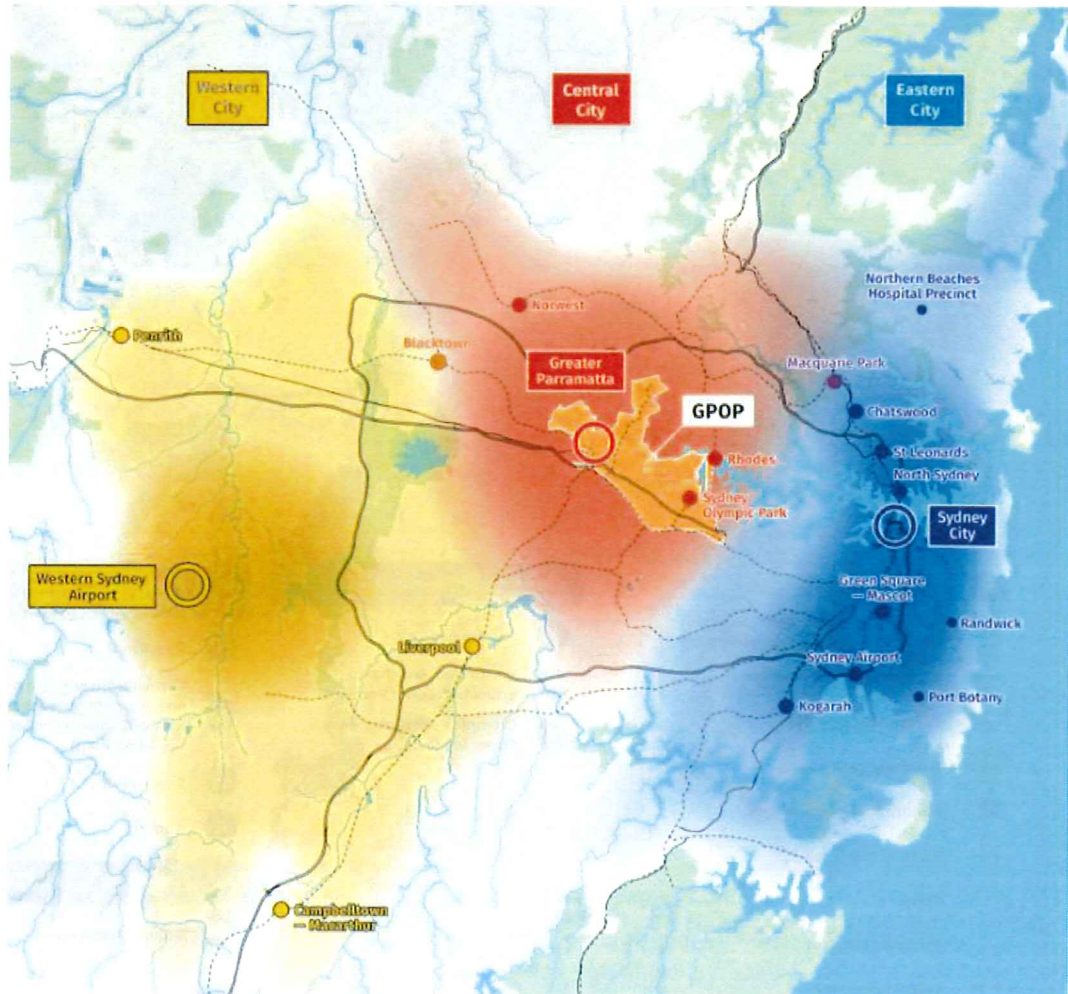 Western
City
Central
City
Eastern
City
Northern Beaches
Hospital Precinct
Norwest
Penrith
Blacktown
Greater
Parramatta
Macquarie Park
GPOP
Chatswood
St Leonards
Rhodes
North Sydney
Sydney
Olympic Park
Sydney
City
Western Sydney
Airport
Green Square
— Mascot
Randwick
Liverpool
Sydney Airport
Port Botany
Kogarah
Campbelltown
— Macarthur